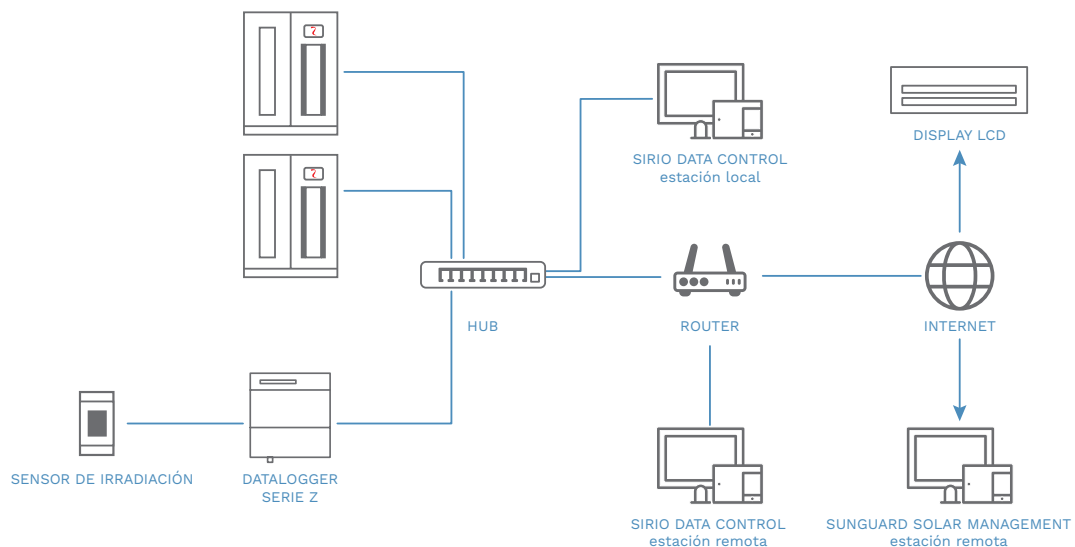 DISPLAY LCD
SIRIO DATA CONTROL
estación local
HUB
ROUTER
INTERNET
SENSOR DE IRRADIACIÓN
DATALOGGER
SERIE Z
SIRIO DATA CONTROL
estación remota
SUNGUARD SOLAR MANAGEMENT
estación remota